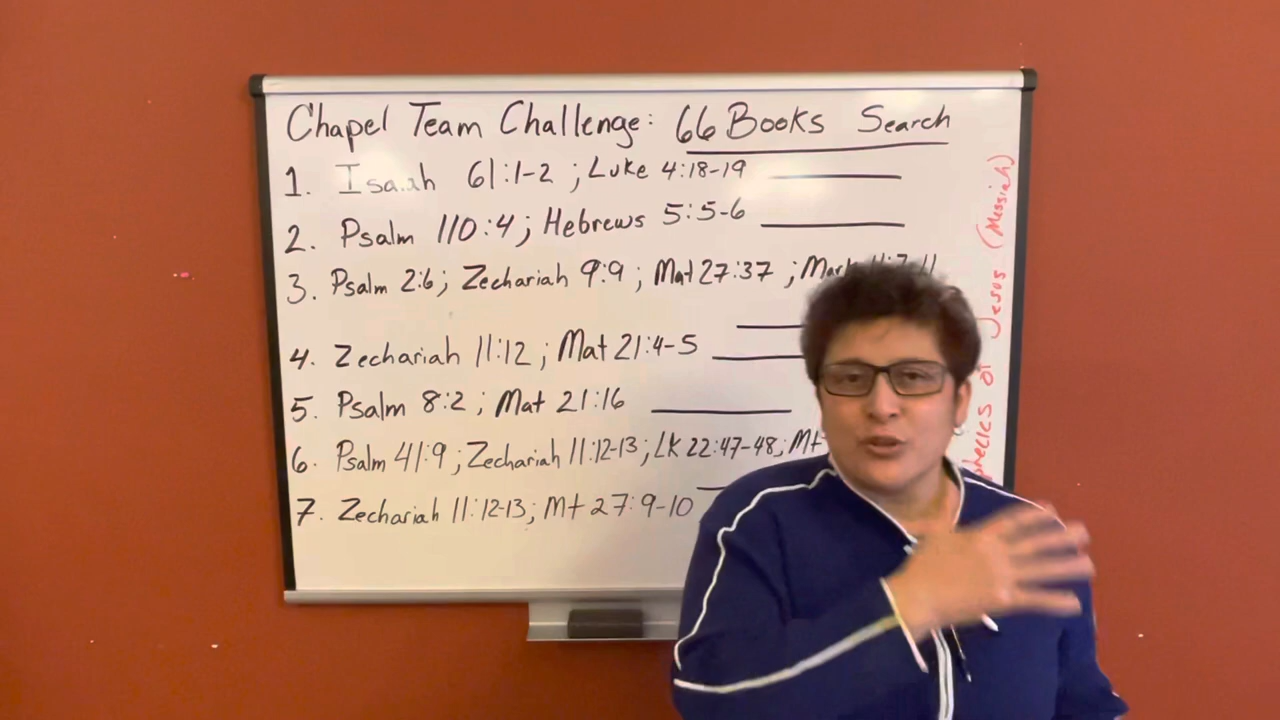 Chapel Team Challenge: 66 Books Search
1. Isaiah 61:1-2 ; Luke 4:18-19
2. Psalm 110:4 ; Hebrews 5:5-6
3. Psalm 2:6 ; Zechariah 9:9 ; Mat 27:37 ;
4. Zechariah 11:12 ; Mat 21:4-5
5. Psalm 8:2 ; Mat 21:16
6. Psalm 41:9 ; Zechariah 11:12-13 ; LK 22:47-48 ; Mt
7. Zechariah 11:12-13 ; Mt 27:9-10
of Jesus (Messiah)